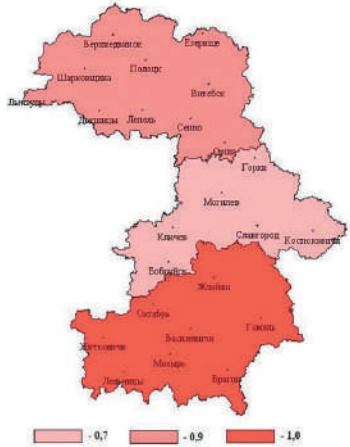 Верхнедвинск
Езерище
Шарковщина
Полоцк
Витебск
Лынтупы
Докшицы
Лепель
Сенно
Орша
Горки
Могилев
Кличев
Славгород
Костюковичи
Бобруйск
Жлобин
Октябрь
Гомель
Василевичи
Житковичи
Мозырь
Лельчицы
Брагин
- 0,7
- 0,9
- 1,0